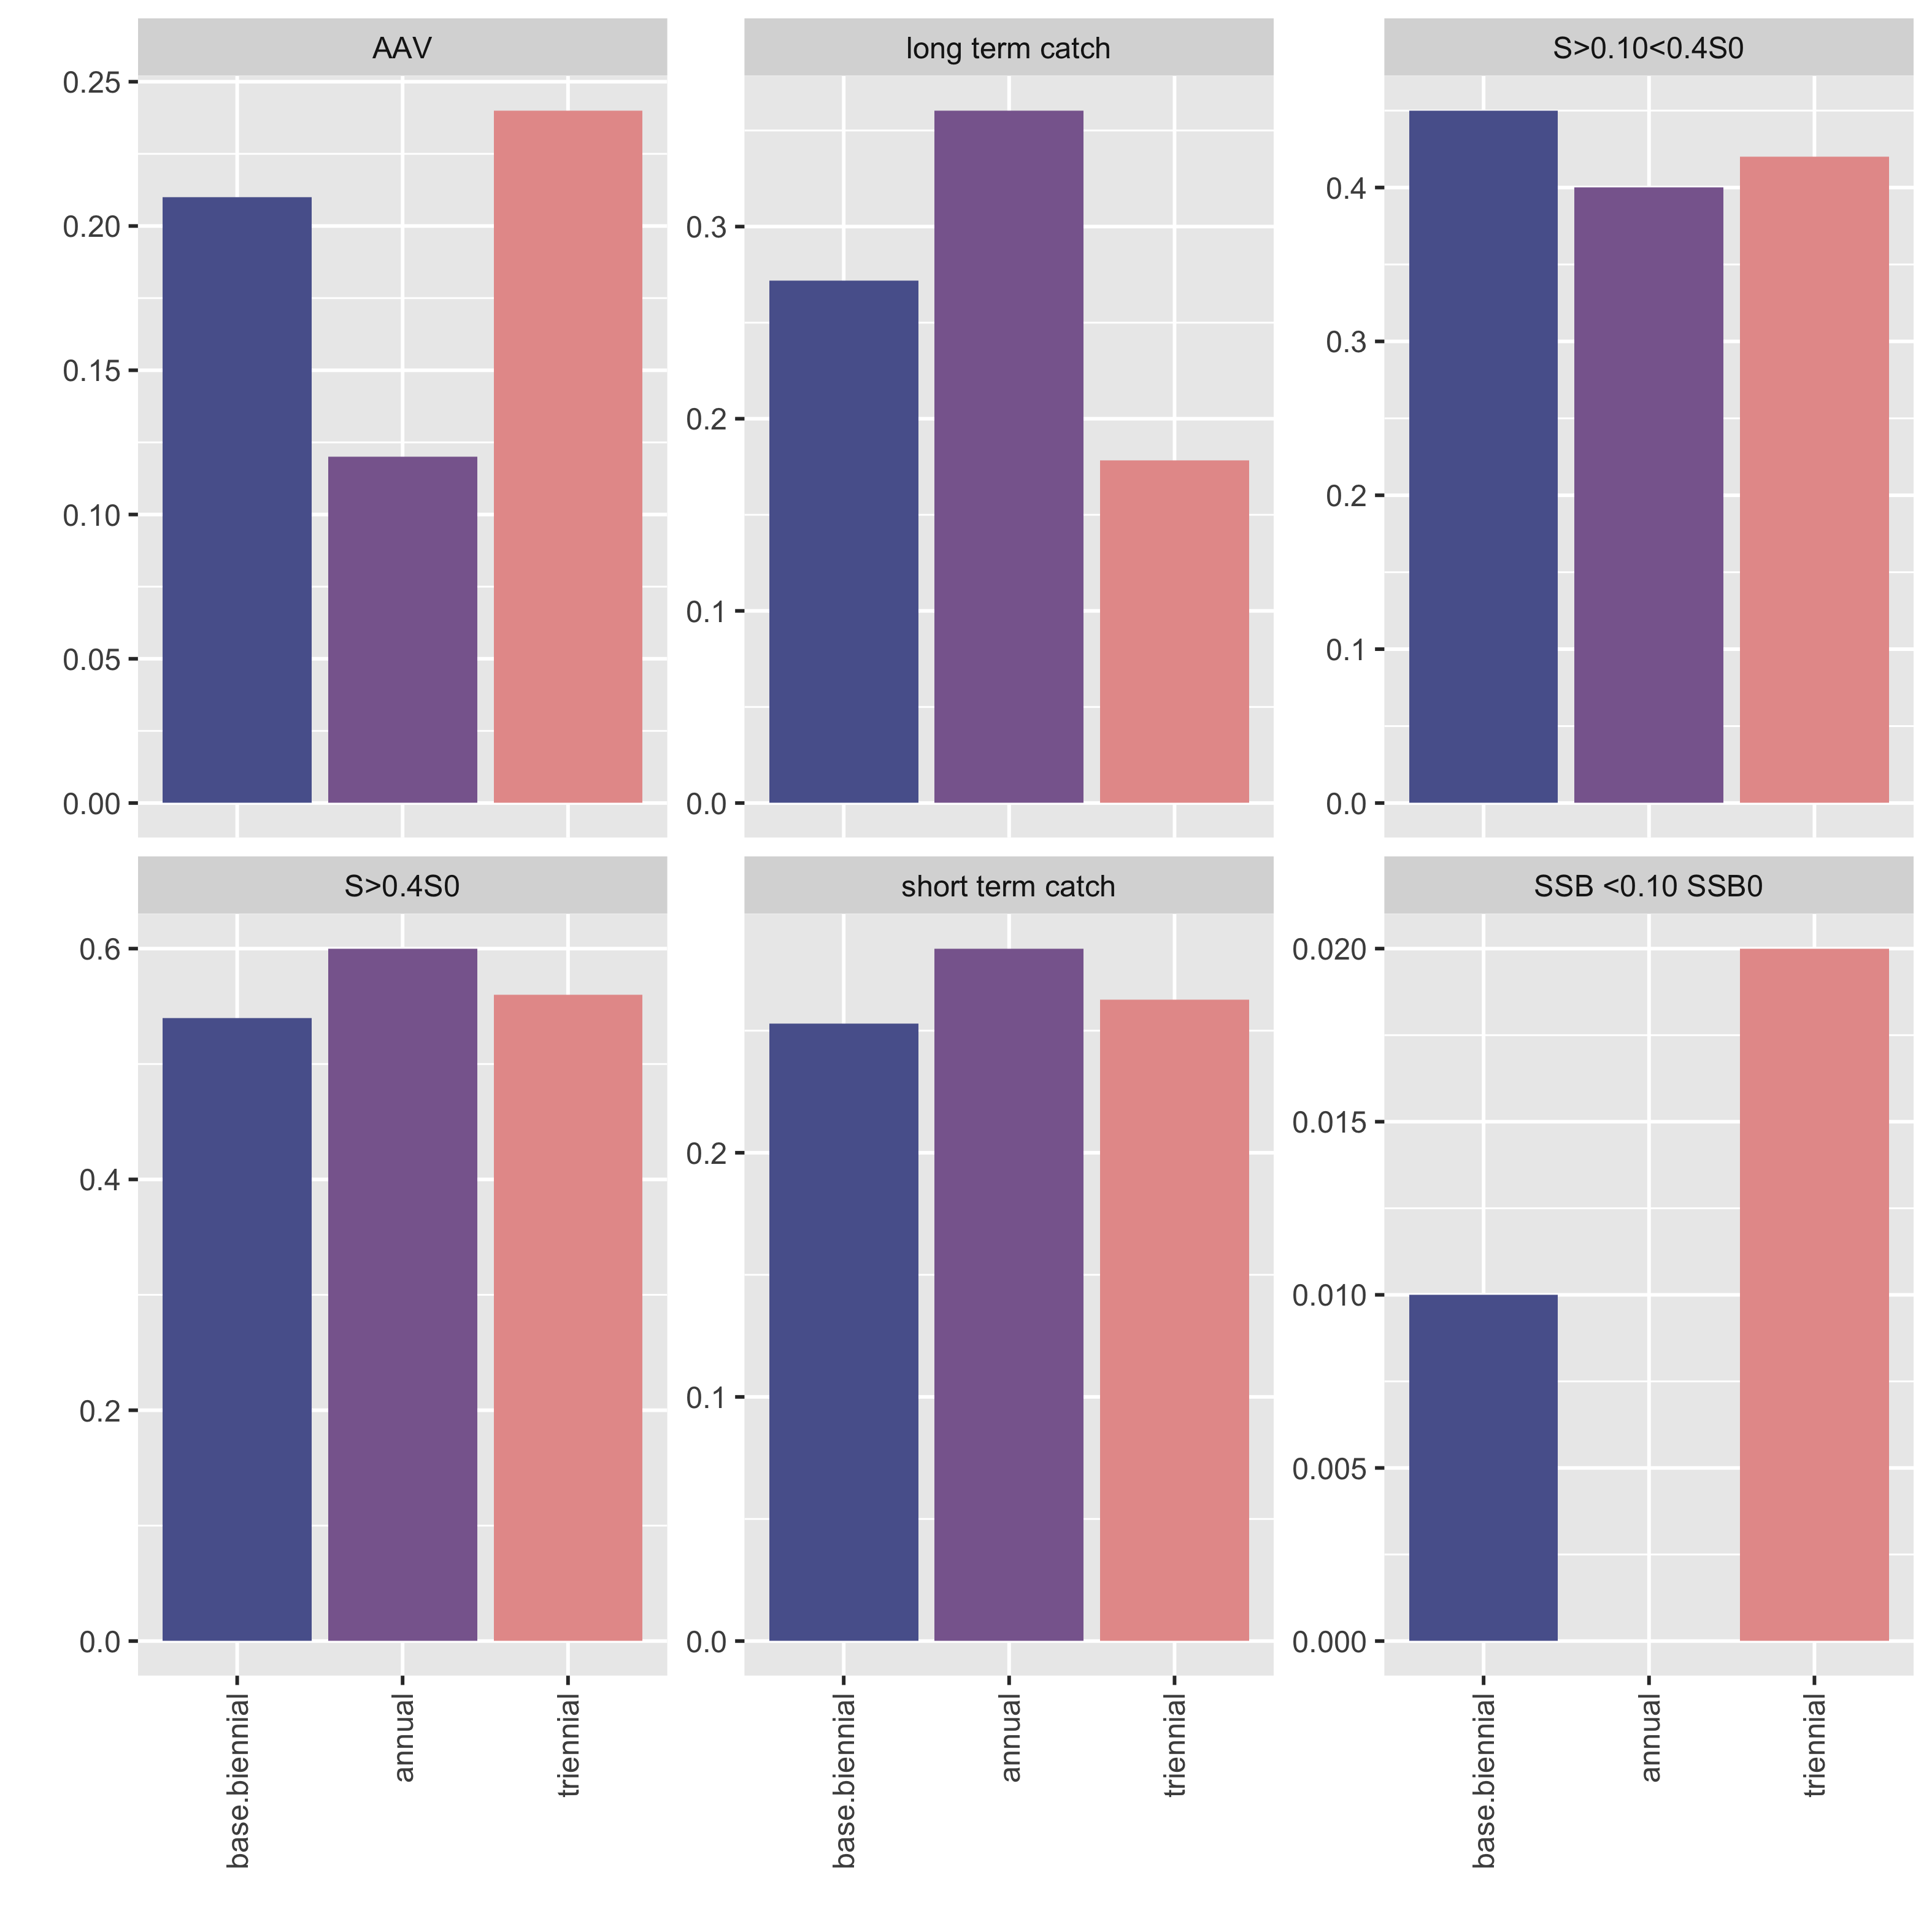 AAV
0.25
0.20
0.15
0.10
0.05
0.00
long term catch
0.3
0.2
0.1
0.0
S>0.10<0.4S0
0.4
0.3
0.2
0.1
0.0
S>0.4S0
0.6
0.4
0.2
0.0
base.biennial
annual
triennial
short term catch
0.2
0.1
0.0
base.biennial
annual
triennial
SSB <0.10 SSB0
0.020
0.015
0.010
0.005
0.000
base.biennial
annual
triennial